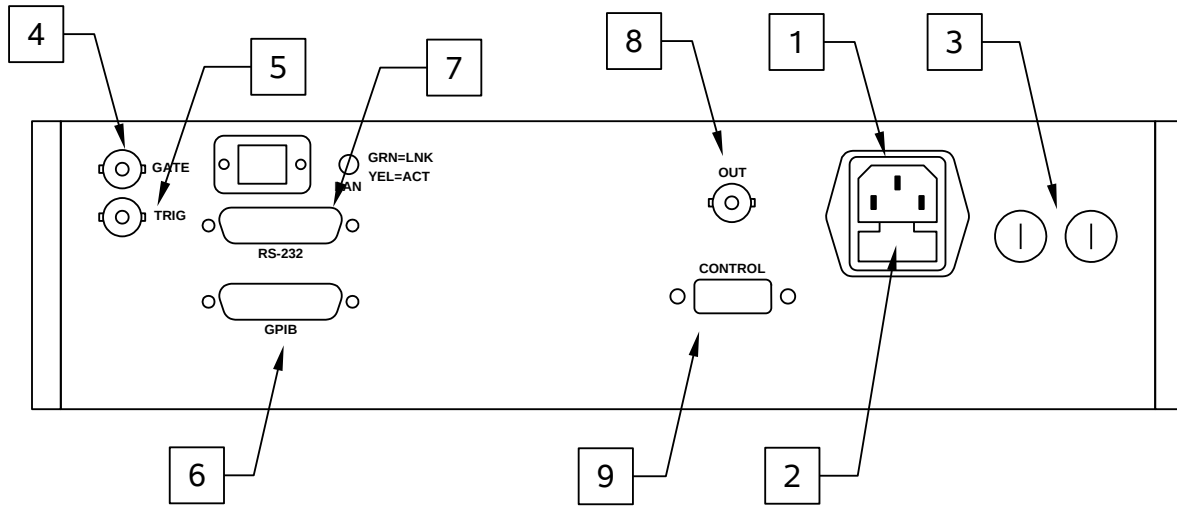 4
5
7
8
1
3
GATE
GRN=LNK
YEL=ACT
LAN
OUT
TRIG
RS-232
CONTROL
GPIB
6
9
2